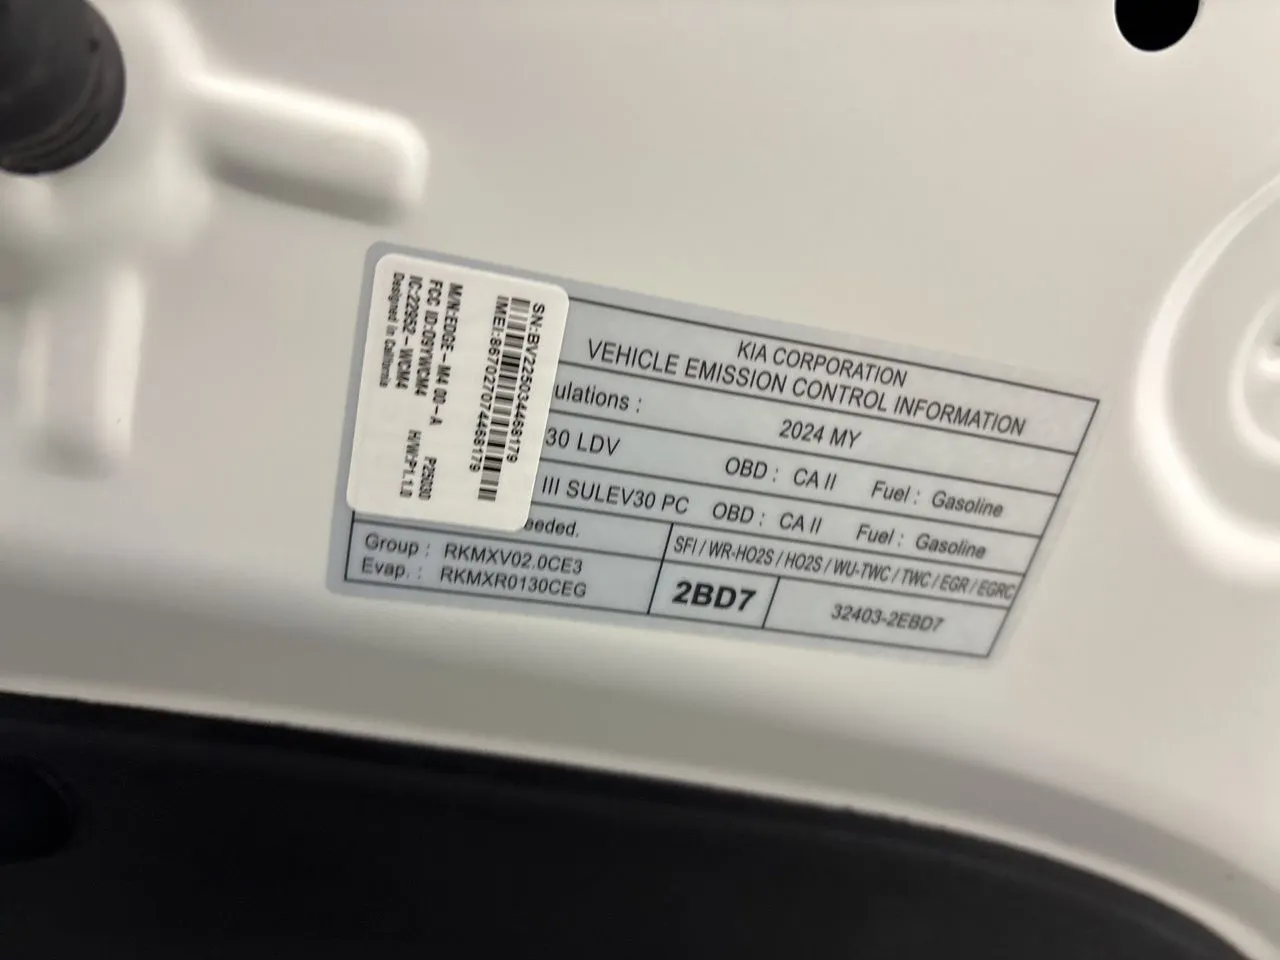 KIA CORPORATION
VEHICLE EMISSION CONTROL INFORMATION
ulations : 2024 MY
30 LDV OBD : CA II Fuel : Gasoline
III SULEV30 PC OBD : CA II Fuel : Gasoline
eeded.
SFI / WR-HO2S / HO2S / WU-TWC / TWC / EGR / EGRC
Group : RKMXV02.0CE3
Evap. : RKMXR0130CEG
2BD7
32403-2EBD7
SN:BV225034468179
IMEI:867027074468179
M/N:EDGE-M4 00-A P25030
FCC ID:O9YWCM4
IC:22952-WCM4 H/W:P1.1.0
Designed in California